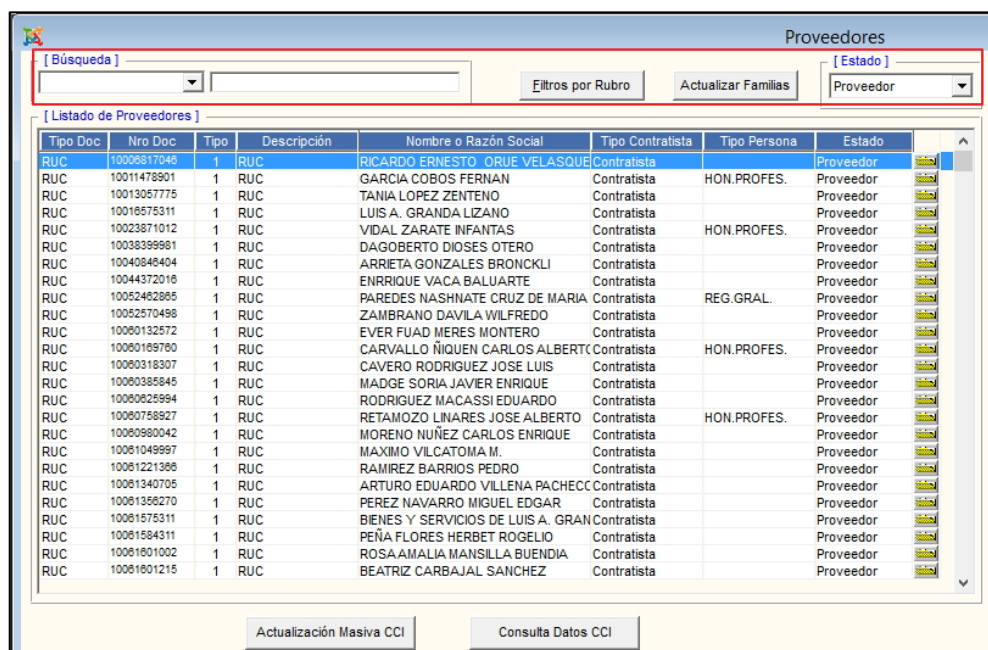 Proveedores
[ Búsqueda ]
[ Estado ]
Filtros por Rubro Actualizar Familias Proveedor
[ Listado de Proveedores ]
Tipo Doc Nro Doc Tipo Descripción Nombre o Razón Social Tipo Contratista Tipo Persona Estado
RUC 10006817046 1 RUC RICARDO ERNESTO ORUE VELASQUE Contratista Proveedor
RUC 10011478901 1 RUC GARCIA COBOS FERNAN Contratista HON.PROFES. Proveedor
RUC 10013057775 1 RUC TANIA LOPEZ ZENTENO Contratista Proveedor
RUC 10016575311 1 RUC LUIS A. GRANDA LIZANO Contratista Proveedor
RUC 10023871012 1 RUC VIDAL ZARATE INFANTAS Contratista HON.PROFES. Proveedor
RUC 10038399981 1 RUC DAGOBERTO DIOSES OTERO Contratista Proveedor
RUC 10040846404 1 RUC ARRIETA GONZALES BRONCKLI Contratista Proveedor
RUC 10044372016 1 RUC ENRRIQUE VACA BALUARTE Contratista Proveedor
RUC 10052462865 1 RUC PAREDES NASHNATE CRUZ DE MARIA Contratista REG.GRAL. Proveedor
RUC 10052570498 1 RUC ZAMBRANO DAVILA WILFREDO Contratista Proveedor
RUC 10060132572 1 RUC EVER FUAD MERES MONTERO Contratista Proveedor
RUC 10060169760 1 RUC CARVALLO ÑIQUEN CARLOS ALBERTO Contratista HON.PROFES. Proveedor
RUC 10060318307 1 RUC CAVERO RODRIGUEZ JOSE LUIS Contratista Proveedor
RUC 10060385845 1 RUC MADGE SORIA JAVIER ENRIQUE Contratista Proveedor
RUC 10060625994 1 RUC RODRIGUEZ MACASSI EDUARDO Contratista Proveedor
RUC 10060758927 1 RUC RETAMOZO LINARES JOSE ALBERTO Contratista HON.PROFES. Proveedor
RUC 10060980042 1 RUC MORENO NUÑEZ CARLOS ENRIQUE Contratista Proveedor
RUC 10061049997 1 RUC MAXIMO VILCATOMA M. Contratista Proveedor
RUC 10061221366 1 RUC RAMIREZ BARRIOS PEDRO Contratista Proveedor
RUC 10061340705 1 RUC ARTURO EDUARDO VILLENA PACHECO Contratista Proveedor
RUC 10061356270 1 RUC PEREZ NAVARRO MIGUEL EDGAR Contratista Proveedor
RUC 10061575311 1 RUC BIENES Y SERVICIOS DE LUIS A. GRAN Contratista Proveedor
RUC 10061584311 1 RUC PEÑA FLORES HERBET ROGELIO Contratista Proveedor
RUC 10061601002 1 RUC ROSA AMALIA MANSILLA BUENDIA Contratista Proveedor
RUC 10061601215 1 RUC BEATRIZ CARBAJAL SANCHEZ Contratista Proveedor
Actualización Masiva CCI Consulta Datos CCI